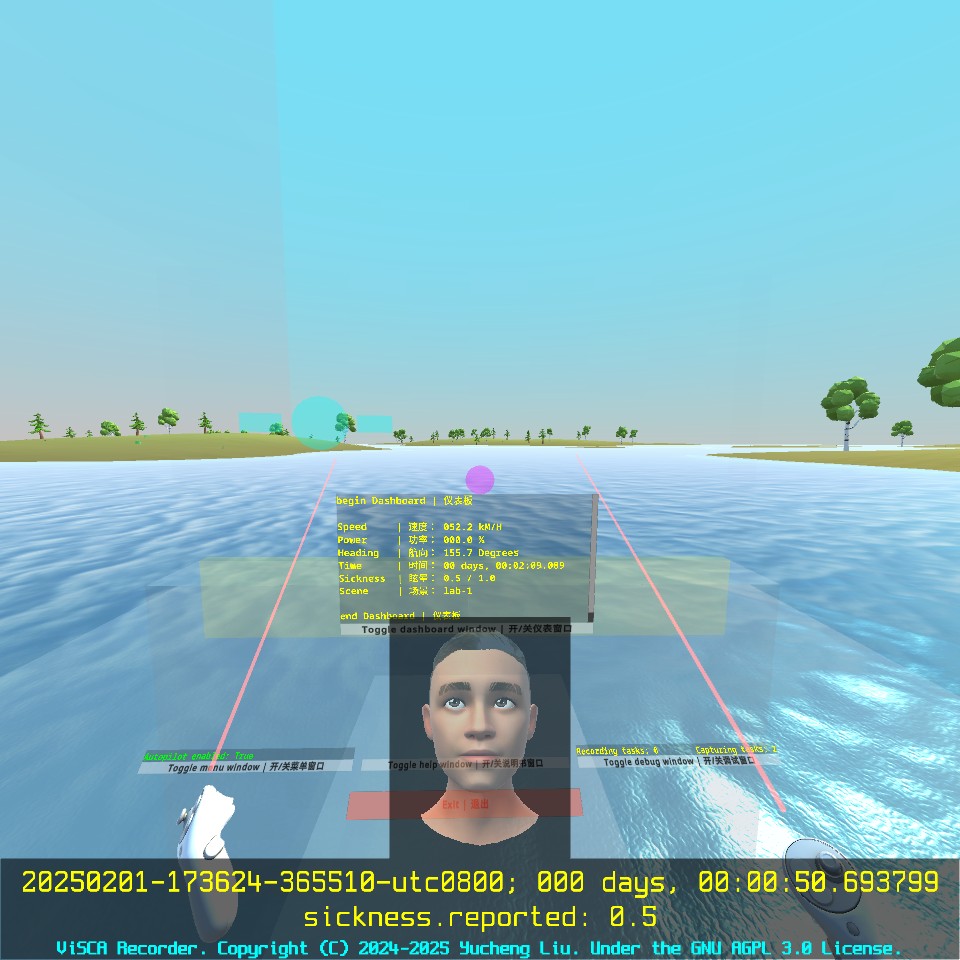 begin Dashboard | 仪表板
Speed | 速度: 052.2 kM/H
Power | 功率: 000.0 %
Heading | 航向: 155.7 Degrees
Time | 时间: 00 days, 00:02:09.089
Sickness | 眩晕: 0.5 / 1.0
Scene | 场景: lab-1
end Dashboard | 仪表板
Toggle dashboard window | 开/关仪表窗口
Autopilot enabled: True
Toggle menu window | 开/关菜单窗口
Toggle help window | 开/关说明书窗口
Recording tasks: 0 Capturing tasks: 2
Toggle debug window | 开/关调试窗口
Exit | 退出
20250201-173624-365510-utc0800; 000 days, 00:00:50.693799
sickness.reported: 0.5
ViSCA Recorder. Copyright (C) 2024-2025 Yucheng Liu. Under the GNU AGPL 3.0 License.